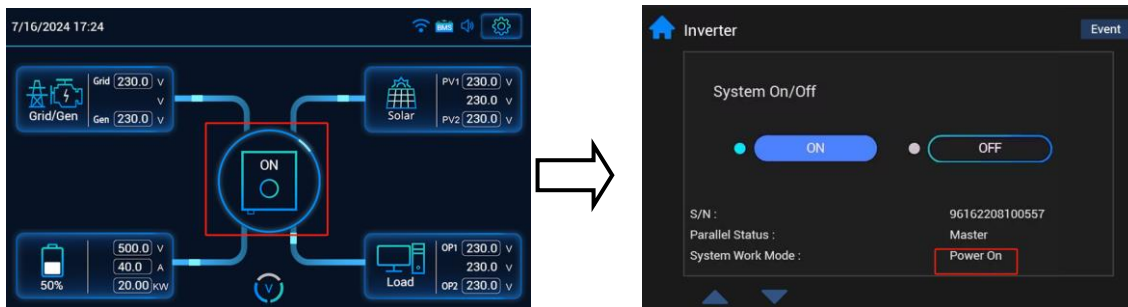 7/16/2024 17:24
BMS
Grid 230.0 V
V
Gen 230.0 V
Grid/Gen
PV1 230.0 V
230.0 V
PV2 230.0 V
Solar
ON
500.0 V
40.0 A
20.00 KW
50%
V
OP1 230.0 V
230.0 V
OP2 230.0 V
Load
Inverter
Event
System On/Off
ON OFF
S/N : 96162208100557
Parallel Status : Master
System Work Mode : Power On